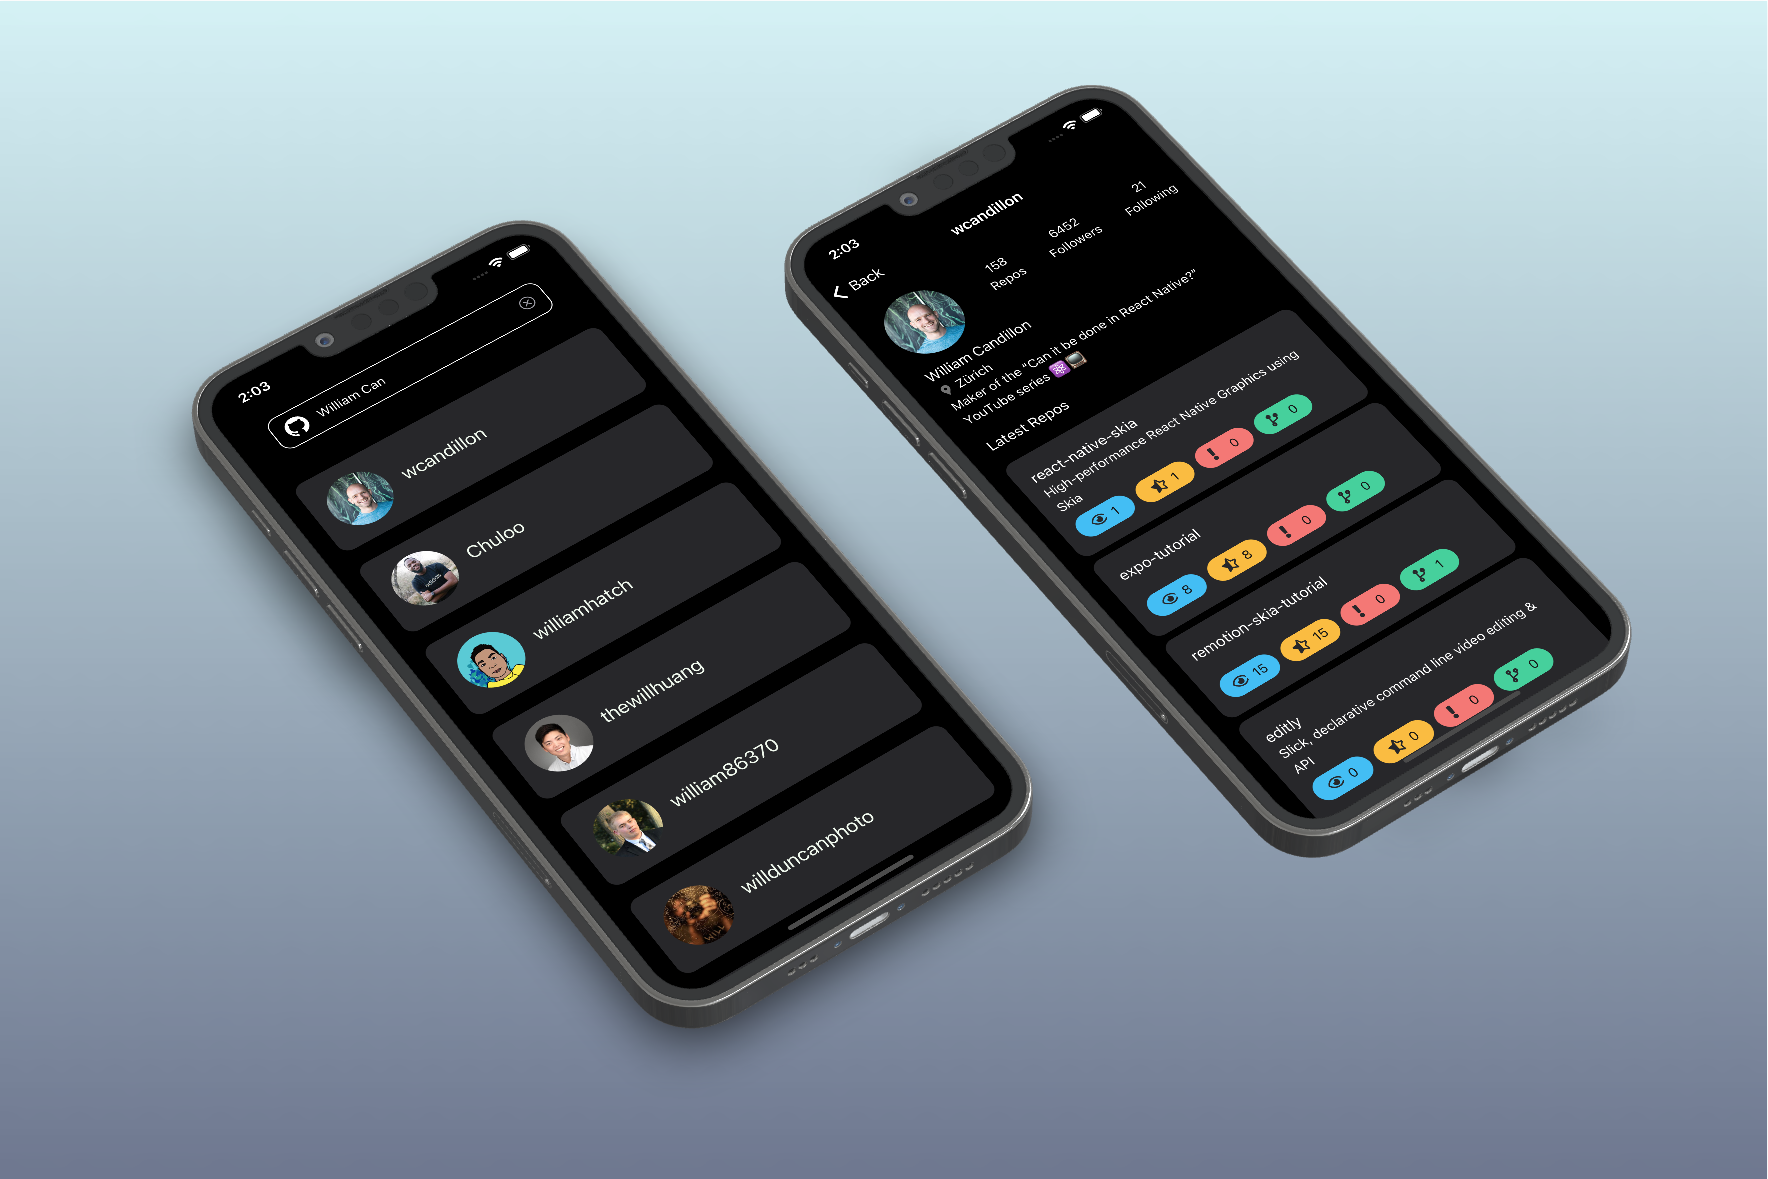 2:03
William Can
wcandillon
Chuloo
williamhatch
thewillhuang
william86370
willduncanphoto
2:03
Back
wcandillon
158
Repos
6452
Followers
21
Following
William Candillon
Zürich
Maker of the “Can it be done in React Native?”
YouTube series
Latest Repos
react-native-skia
High-performance React Native Graphics using
Skia
1 1 0 0
expo-tutorial
8 8 0 0
remotion-skia-tutorial
15 15 0 1
editly
Slick, declarative command line video editing &
API
0 0 0 0